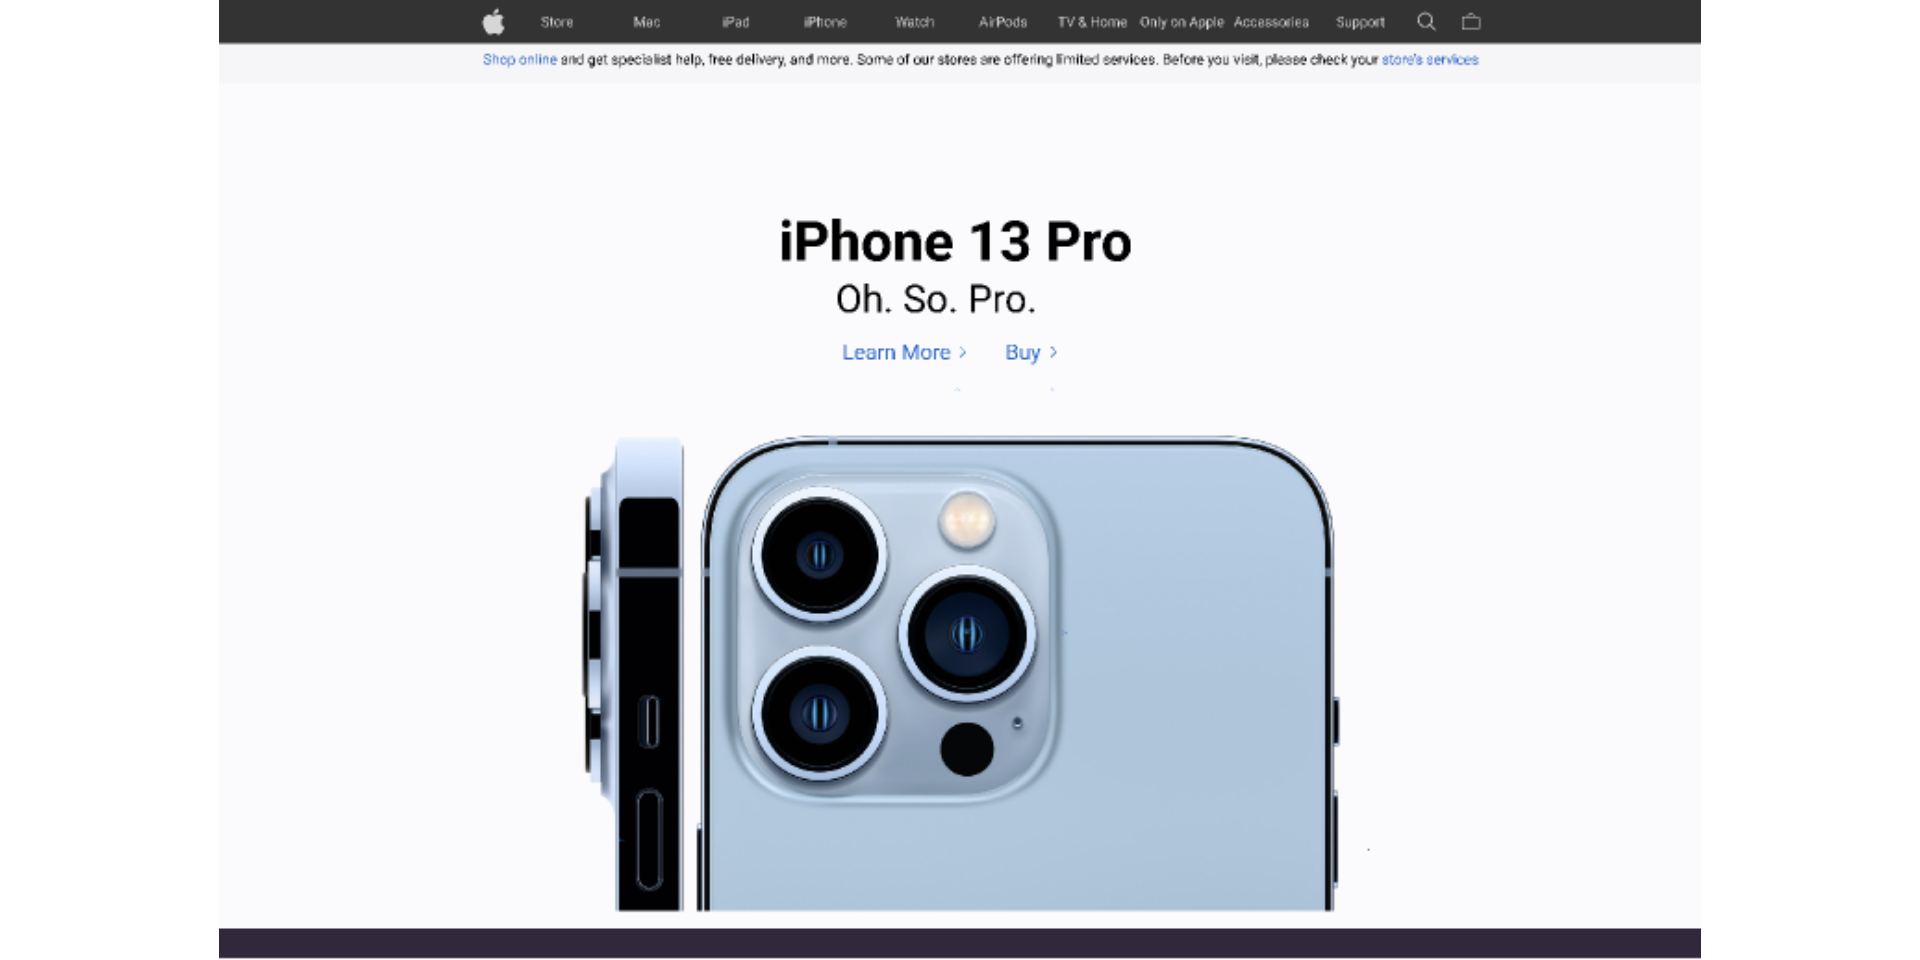 Store Mac iPad iPhone Watch AirPods TV & Home Only on Apple Accessories Support
Shop online and get specialist help, free delivery, and more. Some of our stores are offering limited services. Before you visit, please check your store's services
iPhone 13 Pro
Oh. So. Pro.
Learn More > Buy >